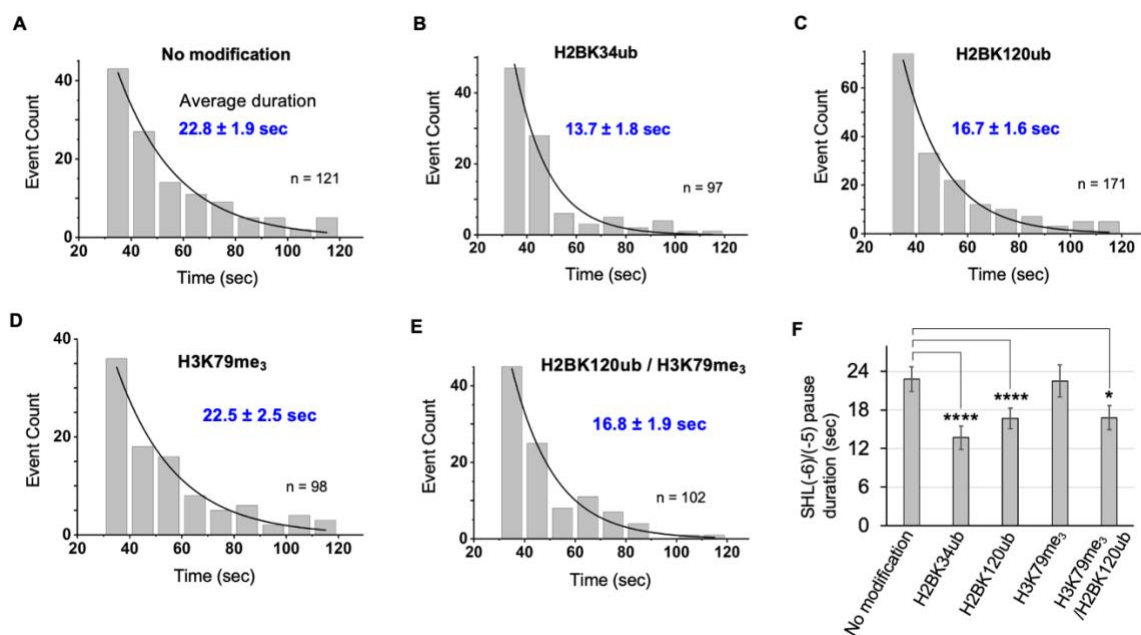 A
No modification
Average duration
22.8 ± 1.9 sec
n = 121
Event Count
40
20
0
20 40 60 80 100 120
Time (sec)
B
H2BK34ub
13.7 ± 1.8 sec
n = 97
Event Count
40
20
0
20 40 60 80 100 120
Time (sec)
C
H2BK120ub
16.7 ± 1.6 sec
n = 171
Event Count
60
40
20
0
20 40 60 80 100 120
Time (sec)
D
H3K79me₃
22.5 ± 2.5 sec
n = 98
Event Count
40
20
0
20 40 60 80 100 120
Time (sec)
E
H2BK120ub / H3K79me₃
16.8 ± 1.9 sec
n = 102
Event Count
40
20
0
20 40 60 80 100 120
Time (sec)
F
SHL(-6)/(-5) pause
duration (sec)
24
18
12
6
0
****
****
*
No modification
H2BK34ub
H2BK120ub
H3K79me₃
H3K79me₃
/H2BK120ub